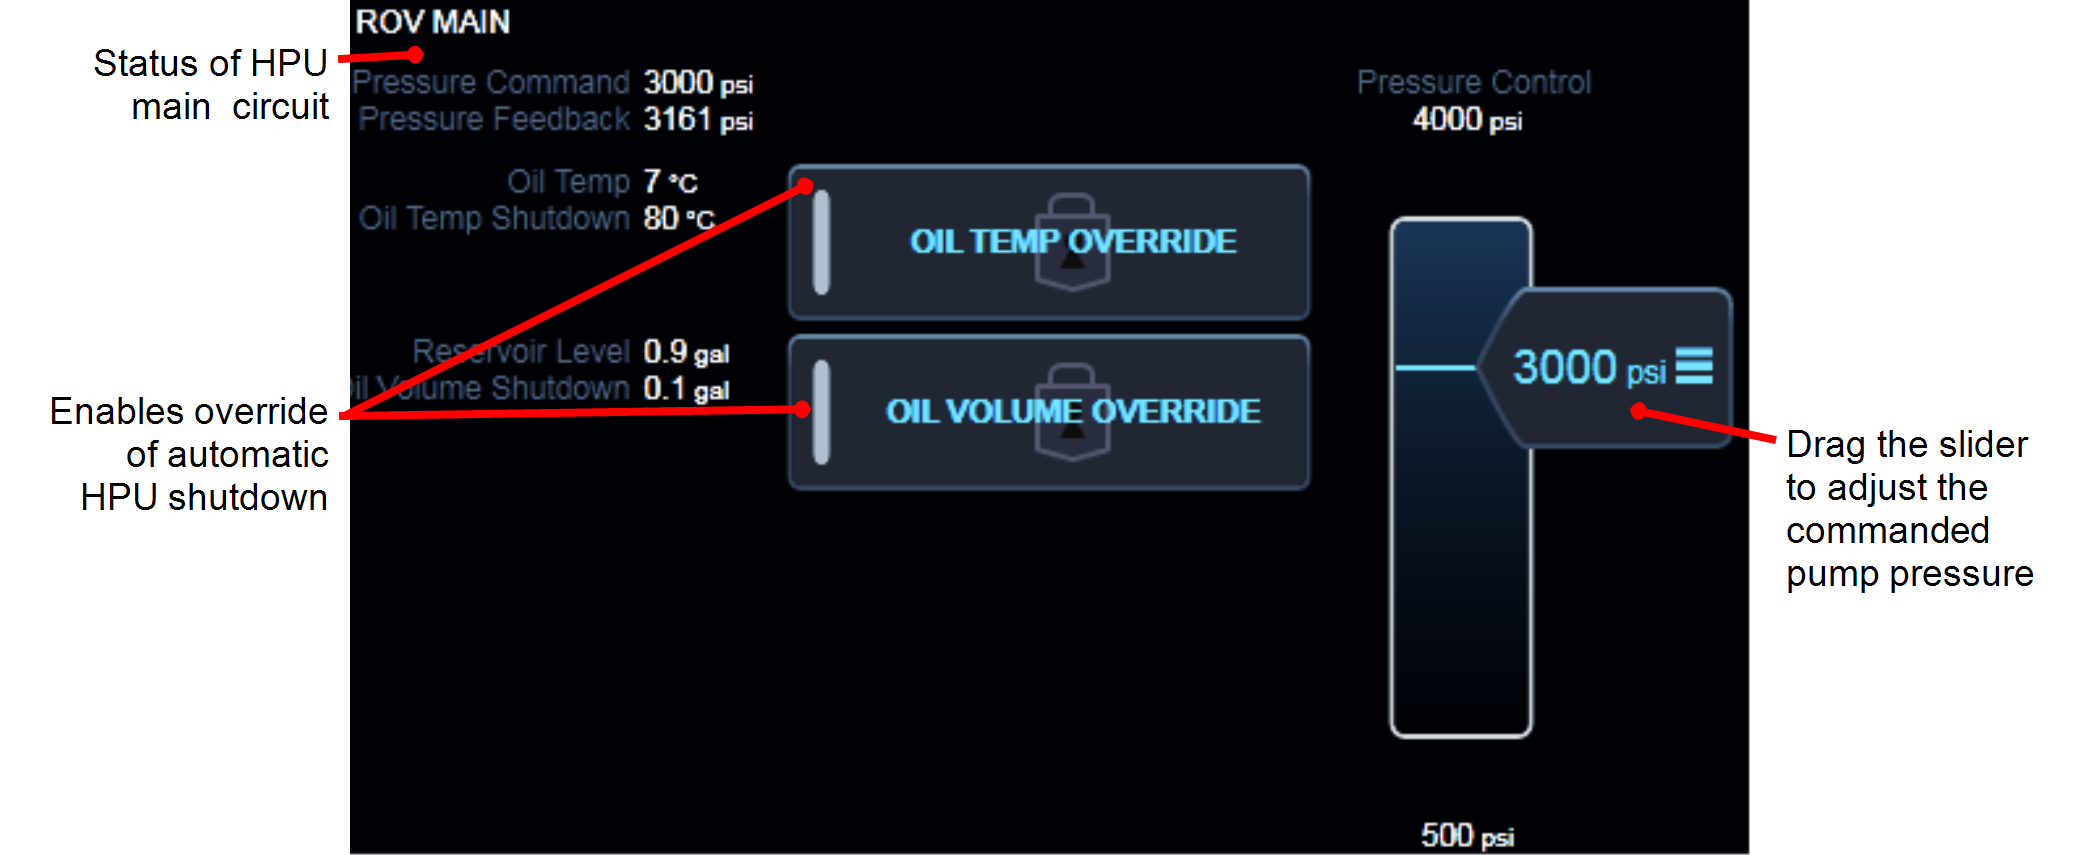 ROV MAIN
Status of HPU
main circuit
Pressure Command 3000 psi
Pressure Feedback 3161 psi
Oil Temp 7 °C
Oil Temp Shutdown 80 °C
Reservoir Level 0.9 gal
il Volume Shutdown 0.1 gal
Enables override
of automatic
HPU shutdown
OIL TEMP OVERRIDE
OIL VOLUME OVERRIDE
Pressure Control
4000 psi
3000 psi
500 psi
Drag the slider
to adjust the
commanded
pump pressure